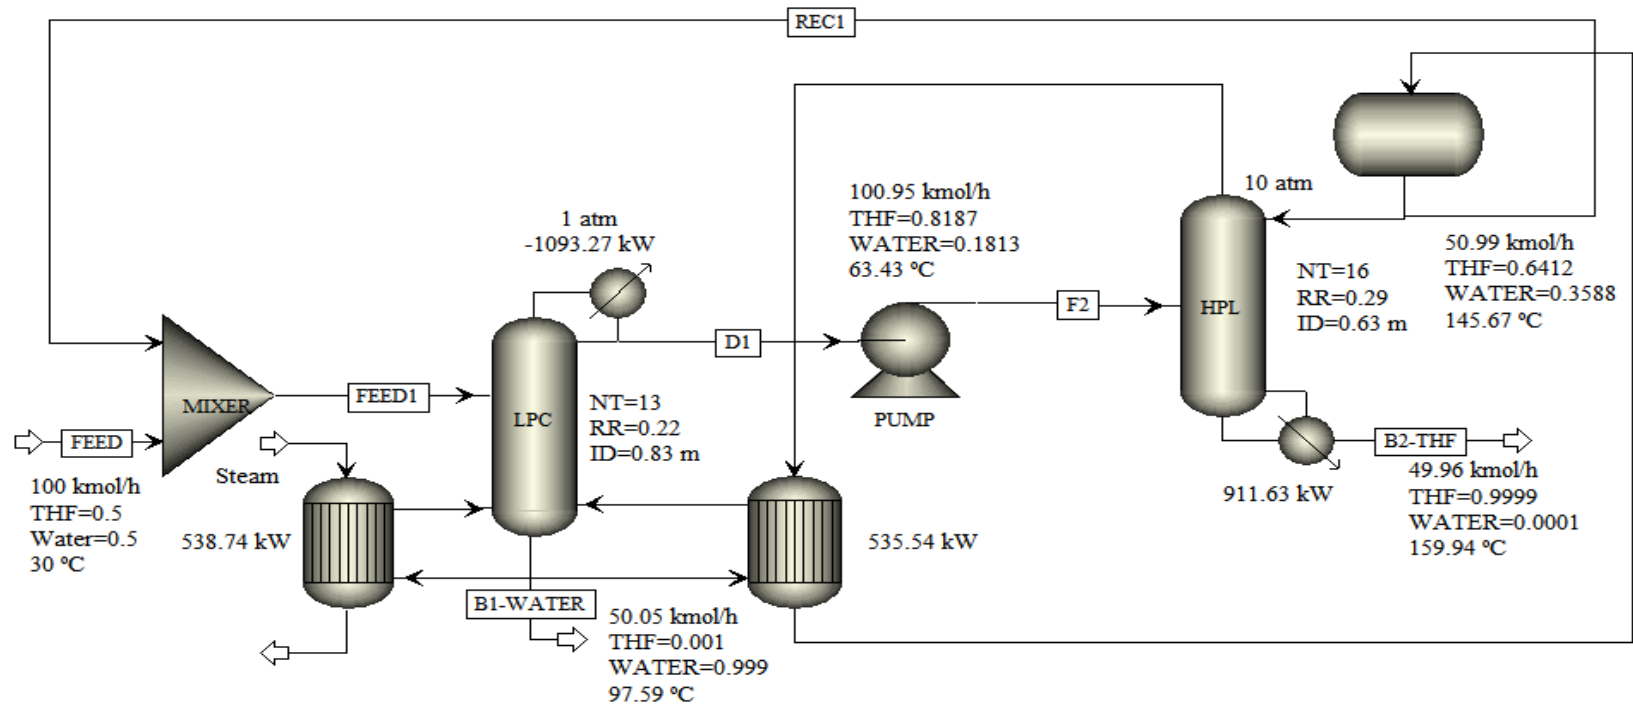 REC1
1 atm
-1093.27 kW
100.95 kmol/h
THF=0.8187
WATER=0.1813
63.43 ºC
10 atm
50.99 kmol/h
THF=0.6412
WATER=0.3588
145.67 ºC
NT=16
RR=0.29
ID=0.63 m
F2
HPL
D1
PUMP
MIXER
FEED1
LPC
NT=13
RR=0.22
ID=0.83 m
FEED
100 kmol/h
THF=0.5
Water=0.5
30 ºC
Steam
538.74 kW
535.54 kW
911.63 kW
B2-THF
49.96 kmol/h
THF=0.9999
WATER=0.0001
159.94 ºC
B1-WATER
50.05 kmol/h
THF=0.001
WATER=0.999
97.59 ºC